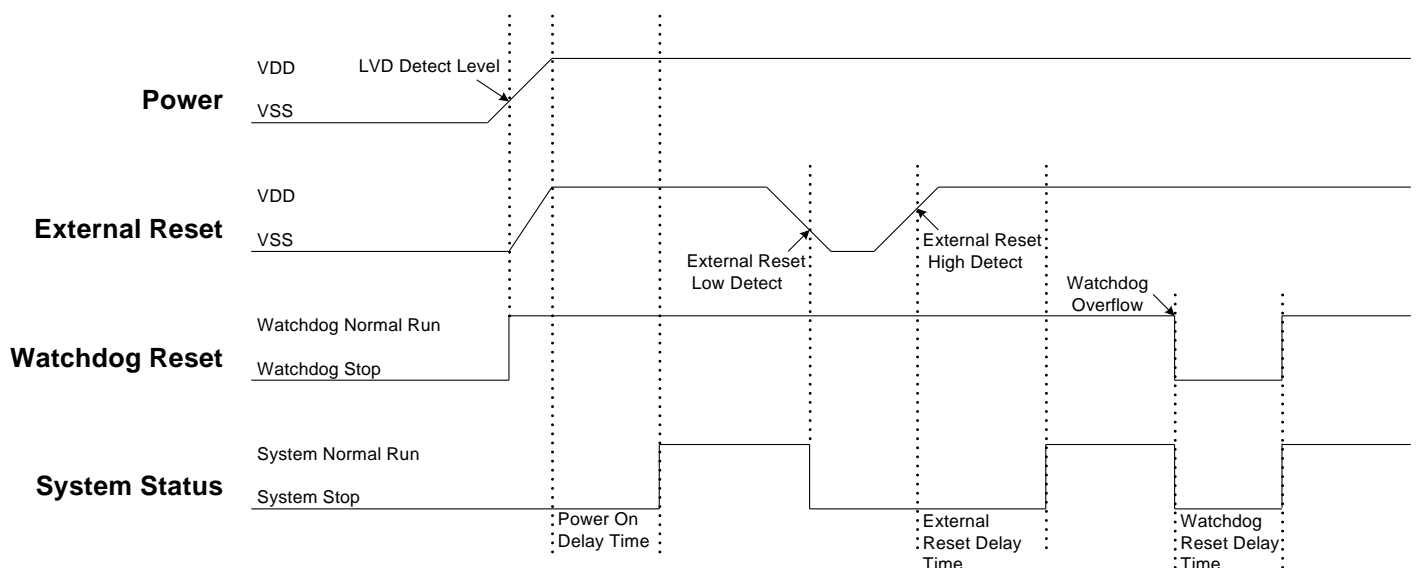 VDD
LVD Detect Level
Power
VSS
VDD
External Reset
VSS
External Reset
Low Detect
External Reset
High Detect
Watchdog
Overflow
Watchdog Normal Run
Watchdog Reset
Watchdog Stop
System Normal Run
System Status
System Stop
Power On
Delay Time
External
Reset Delay
Time
Watchdog
Reset Delay
Time